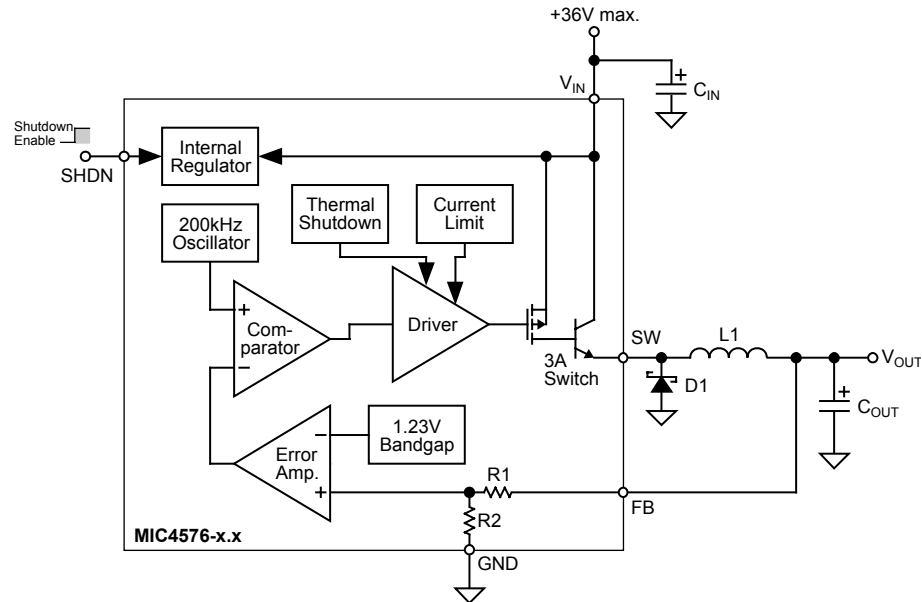 +36V max.
VIN
CIN
Shutdown
Enable
SHDN
Internal
Regulator
200kHz
Oscillator
Thermal
Shutdown
Current
Limit
+
Com-
parator
−
Driver
3A
Switch
SW
L1
VOUT
D1
+
COUT
+
Error
Amp.
−
+
1.23V
Bandgap
R1
R2
FB
MIC4576-x.x
GND